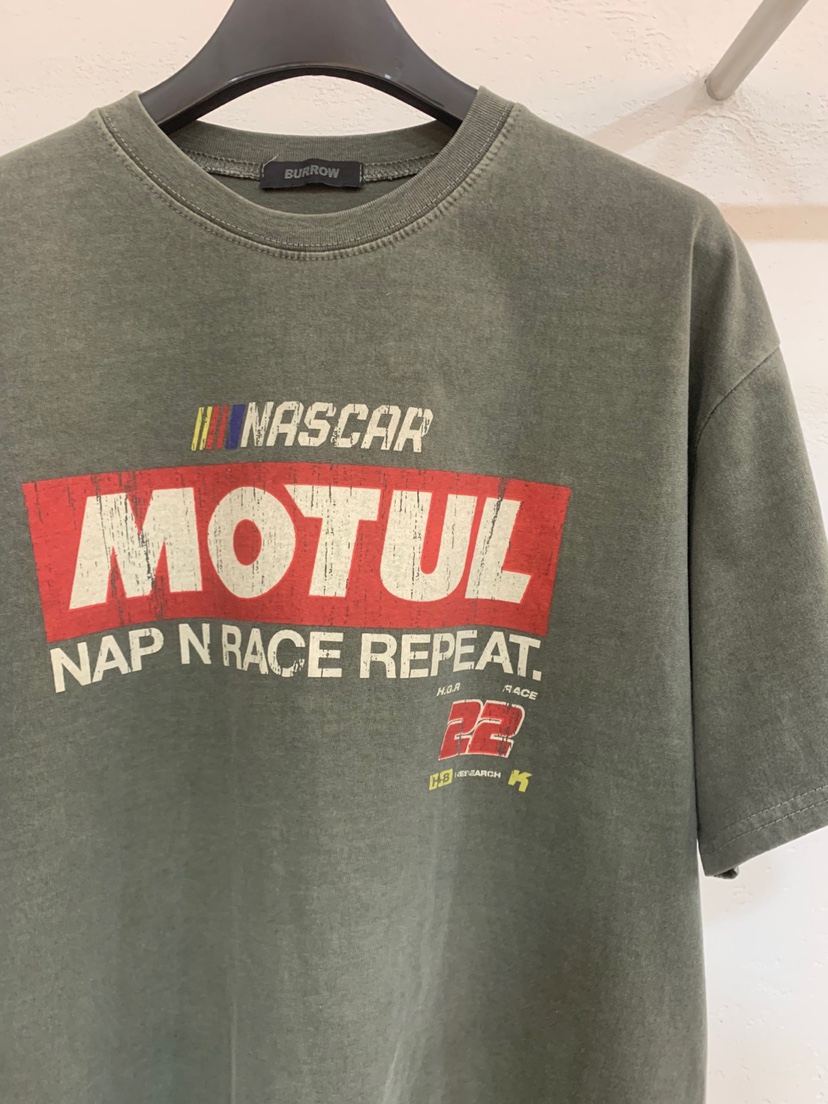 BURROW
NASCAR
MOTUL
NAP N RACE REPEAT.
H.O.R RACE
22
H-B RESEARCH K